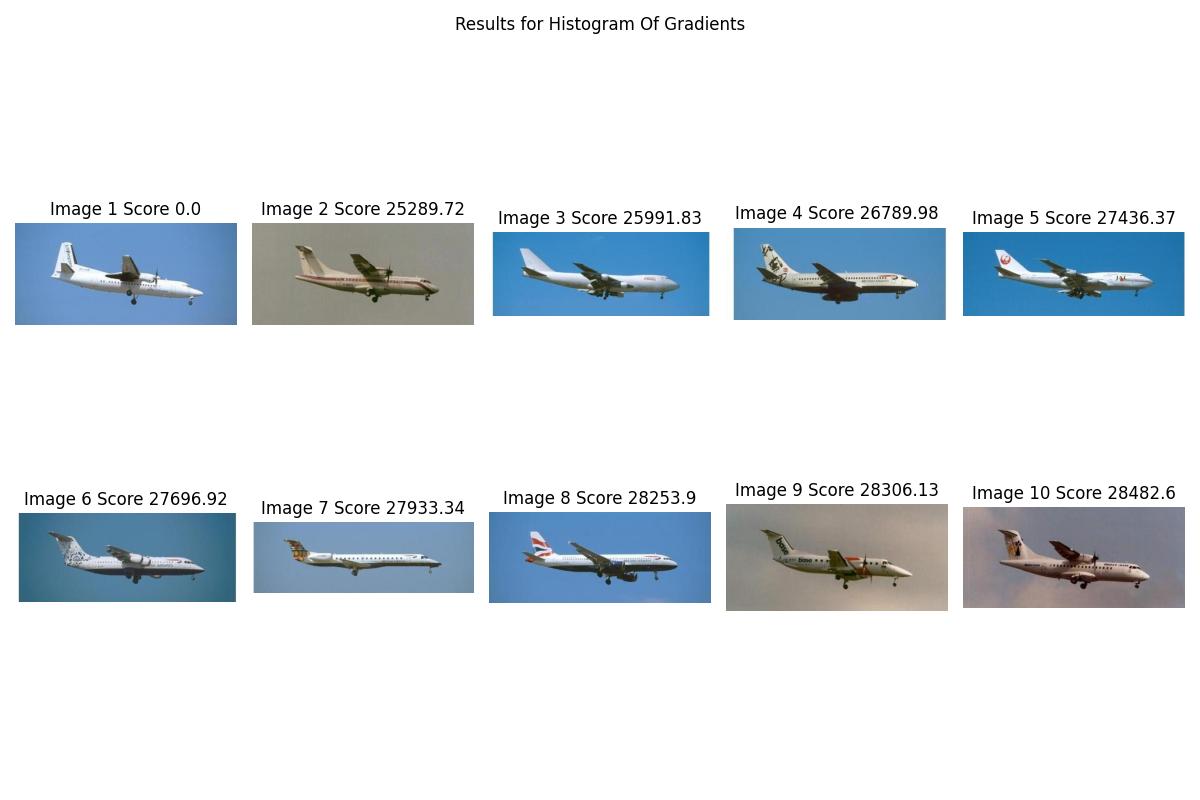 Results for Histogram Of Gradients
Image 1 Score 0.0
Image 2 Score 25289.72
Image 3 Score 25991.83
Image 4 Score 26789.98
Image 5 Score 27436.37
Image 6 Score 27696.92
Image 7 Score 27933.34
Image 8 Score 28253.9
Image 9 Score 28306.13
Image 10 Score 28482.6